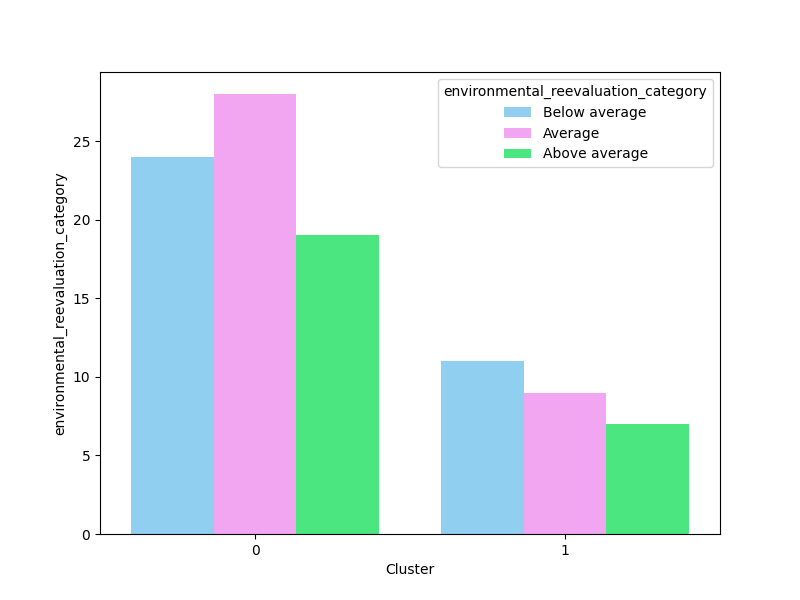 environmental_reevaluation_category
Below average
Average
Above average
environmental_reevaluation_category
25
20
15
10
5
0
0
1
Cluster